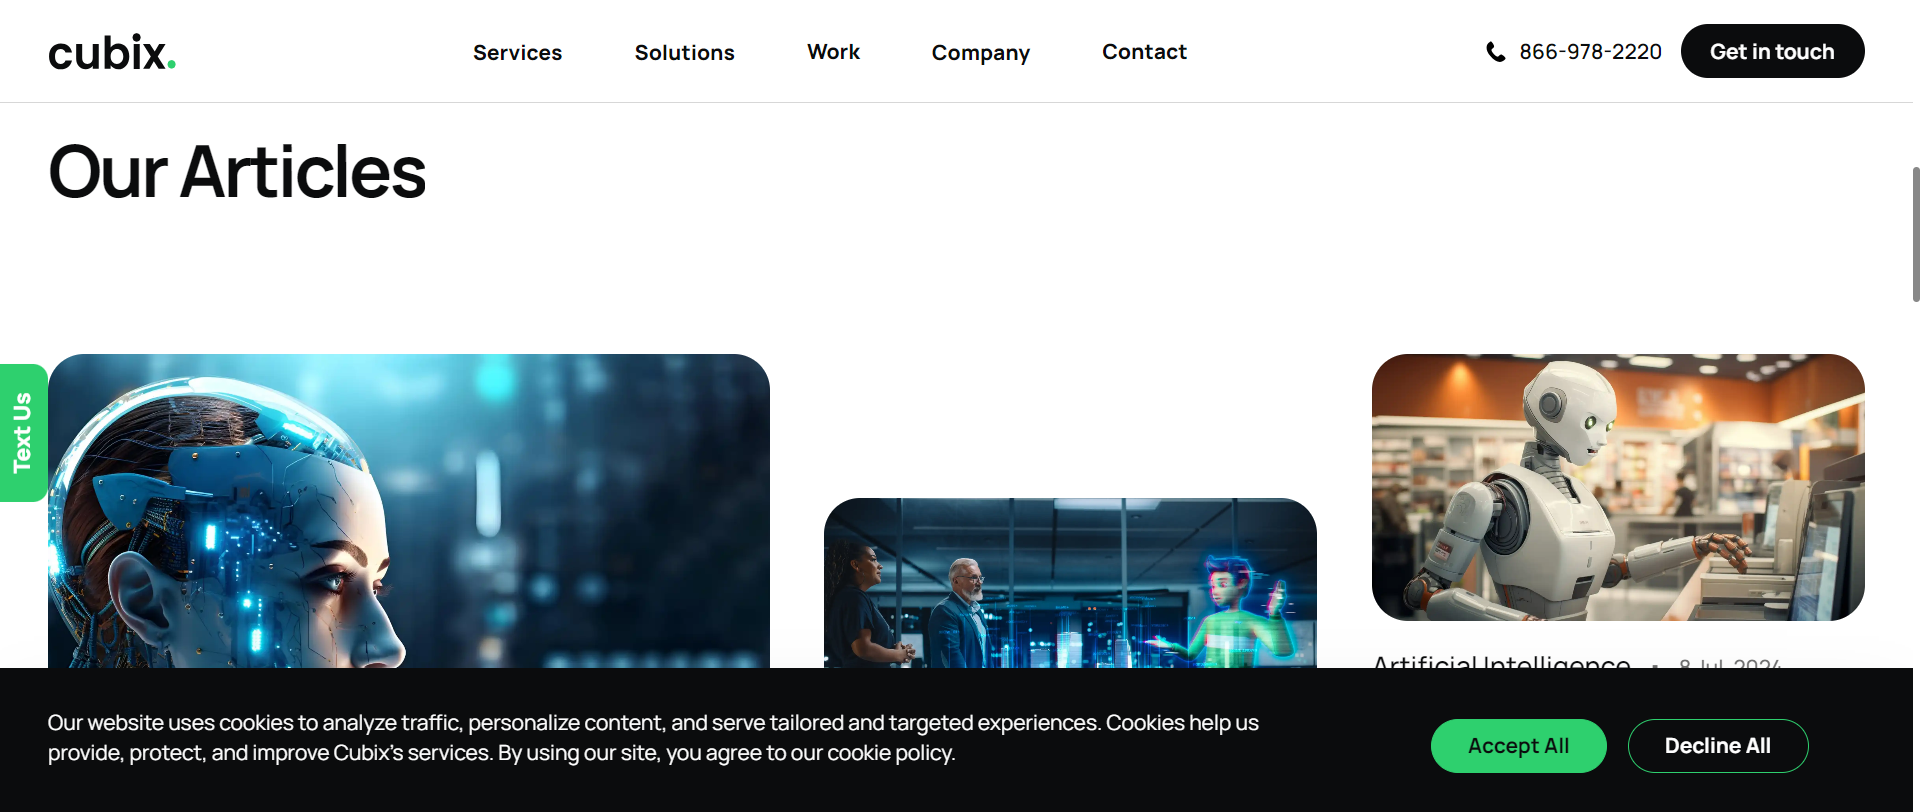 cubix.
Services
Solutions
Work
Company
Contact
866-978-2220
Get in touch
Our Articles
Text Us
Artificial Intelligence • 8 Jul, 2024
Our website uses cookies to analyze traffic, personalize content, and serve tailored and targeted experiences. Cookies help us
provide, protect, and improve Cubix's services. By using our site, you agree to our cookie policy.
Accept All
Decline All